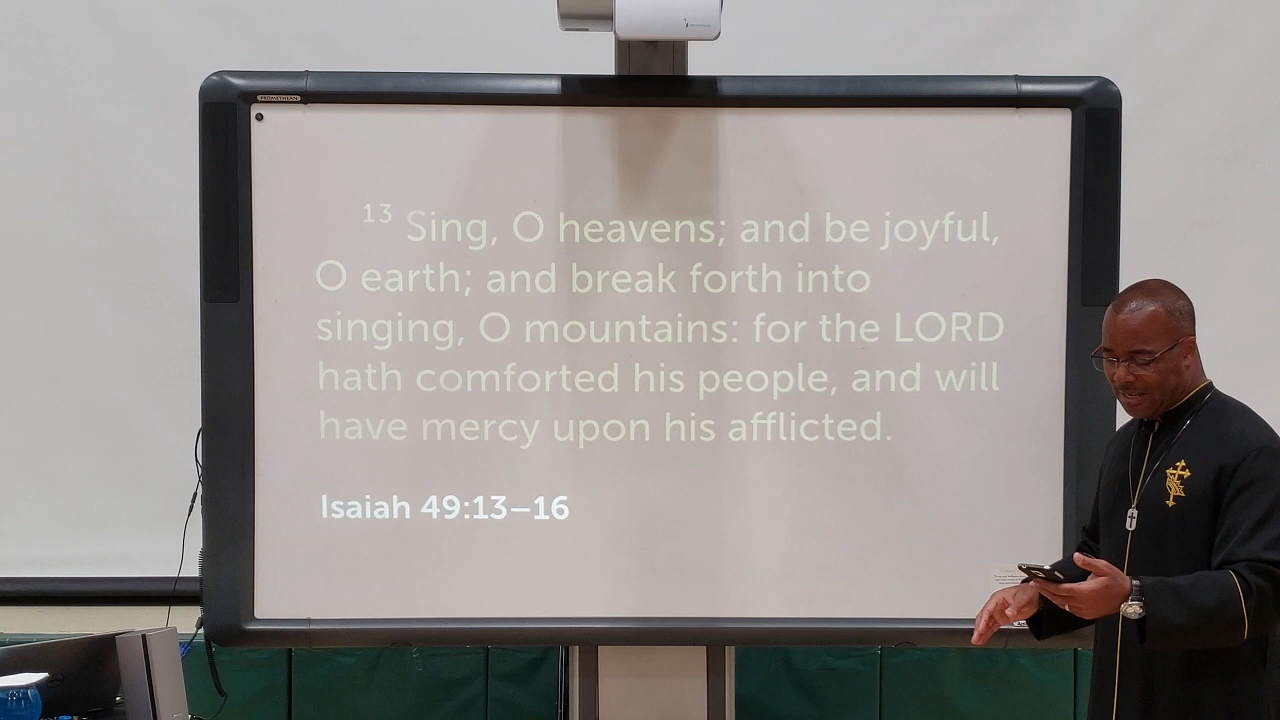 PROMETHEAN
13 Sing, O heavens; and be joyful,
O earth; and break forth into
singing, O mountains: for the LORD
hath comforted his people, and will
have mercy upon his afflicted.
Isaiah 49:13–16